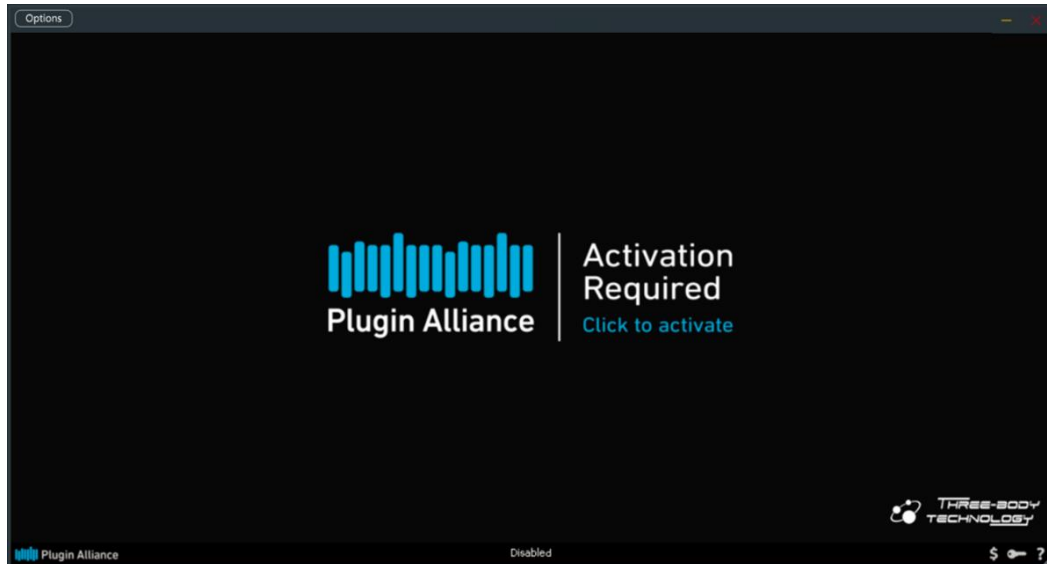 Options
Activation
Required
Plugin Alliance
Click to activate
THREE-BODY
TECHNOLOGY
Plugin Alliance
Disabled
$ ?